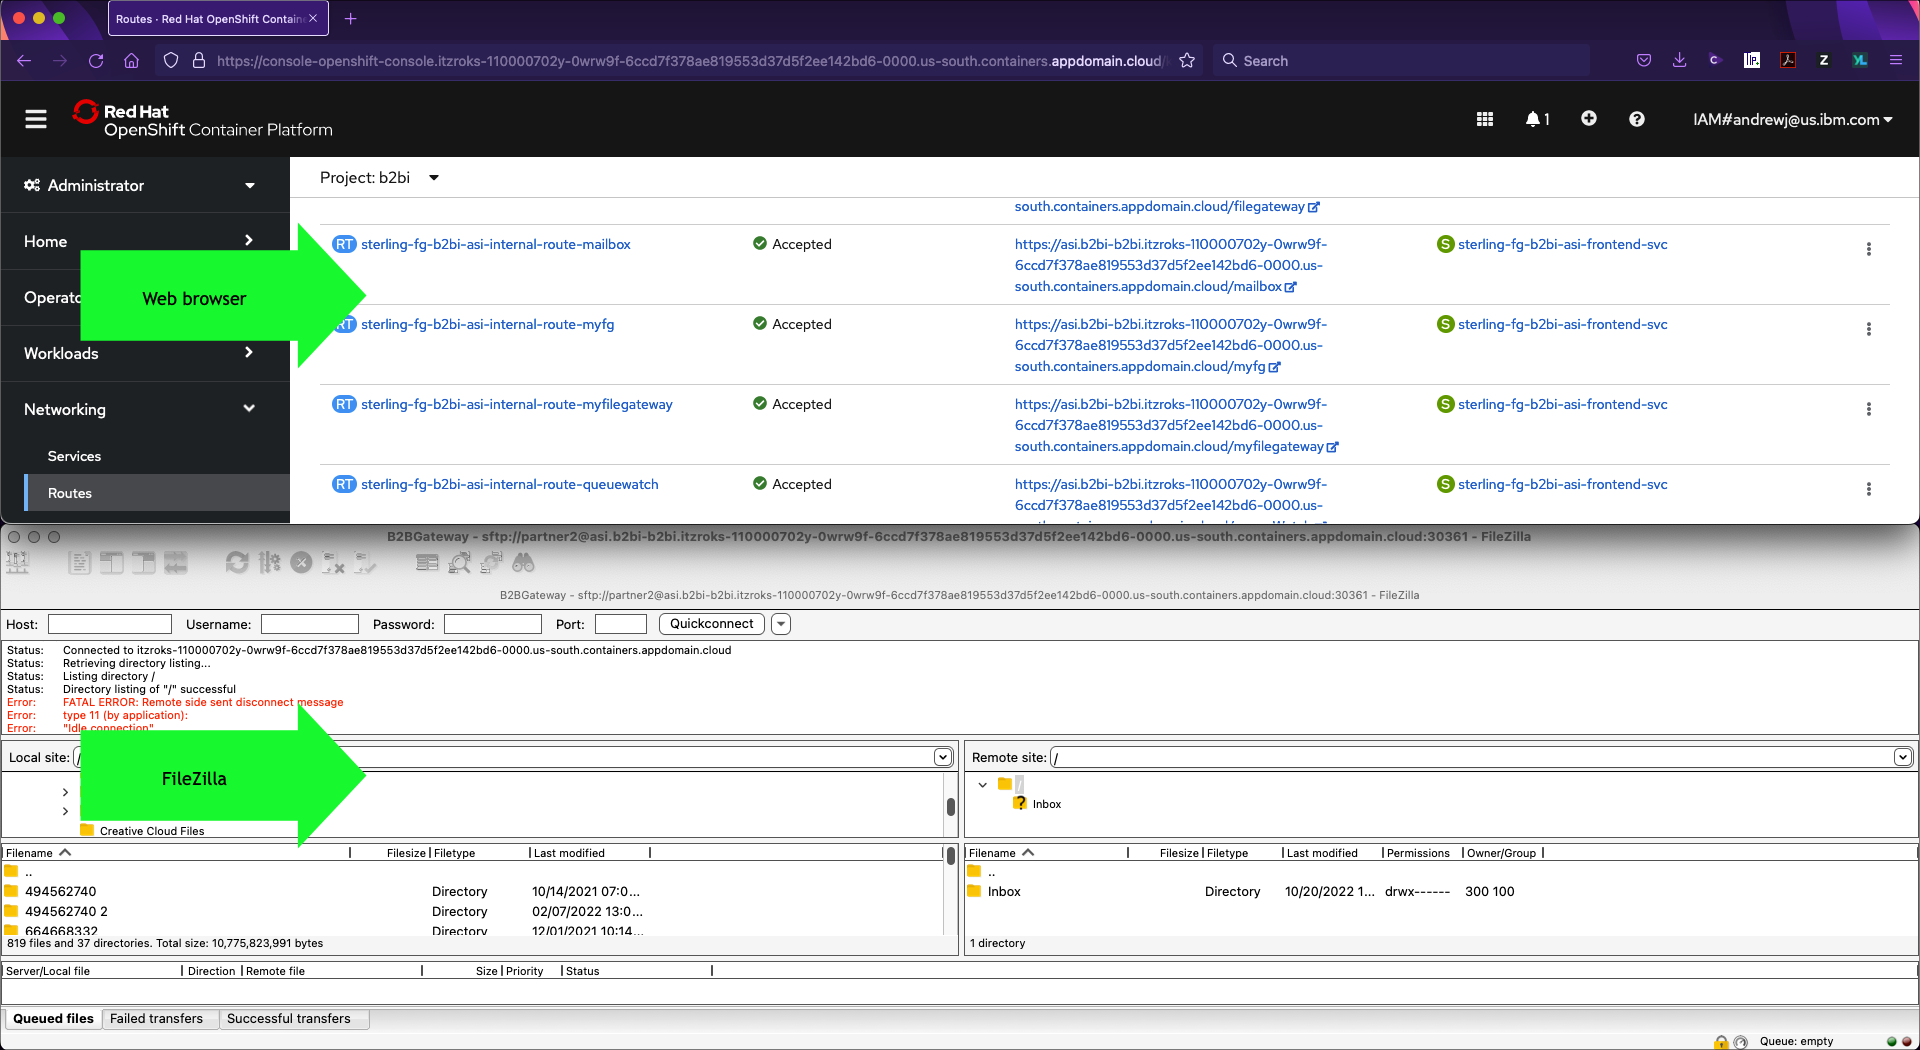 Routes · Red Hat OpenShift Contain
https://console-openshift-console.itzroks-110000702y-0wrw9f-6ccd7f378ae819553d37d5f2ee142bd6-0000.us-south.containers.appdomain.cloud/
Search
Red Hat
OpenShift Container Platform
1
IAM#andrewj@us.ibm.com
Administrator
Home
Operato
Workloads
Networking
Services
Routes
Web browser
Project: b2bi
south.containers.appdomain.cloud/filegateway
RT sterling-fg-b2bi-asi-internal-route-mailbox
Accepted
https://asi.b2bi-b2bi.itzroks-110000702y-0wrw9f-
6ccd7f378ae819553d37d5f2ee142bd6-0000.us-
south.containers.appdomain.cloud/mailbox
S sterling-fg-b2bi-asi-frontend-svc
RT sterling-fg-b2bi-asi-internal-route-myfg
Accepted
https://asi.b2bi-b2bi.itzroks-110000702y-0wrw9f-
6ccd7f378ae819553d37d5f2ee142bd6-0000.us-
south.containers.appdomain.cloud/myfg
S sterling-fg-b2bi-asi-frontend-svc
RT sterling-fg-b2bi-asi-internal-route-myfilegateway
Accepted
https://asi.b2bi-b2bi.itzroks-110000702y-0wrw9f-
6ccd7f378ae819553d37d5f2ee142bd6-0000.us-
south.containers.appdomain.cloud/myfilegateway
S sterling-fg-b2bi-asi-frontend-svc
RT sterling-fg-b2bi-asi-internal-route-queuewatch
Accepted
https://asi.b2bi-b2bi.itzroks-110000702y-0wrw9f-
6ccd7f378ae819553d37d5f2ee142bd6-0000.us-
S sterling-fg-b2bi-asi-frontend-svc
B2BGateway - sftp://partner2@asi.b2bi-b2bi.itzroks-110000702y-0wrw9f-6ccd7f378ae819553d37d5f2ee142bd6-0000.us-south.containers.appdomain.cloud:30361 - FileZilla
B2BGateway - sftp://partner2@asi.b2bi-b2bi.itzroks-110000702y-0wrw9f-6ccd7f378ae819553d37d5f2ee142bd6-0000.us-south.containers.appdomain.cloud:30361 - FileZilla
Host: Username: Password: Port: Quickconnect
Status: Connected to itzroks-110000702y-0wrw9f-6ccd7f378ae819553d37d5f2ee142bd6-0000.us-south.containers.appdomain.cloud
Status: Retrieving directory listing...
Status: Listing directory /
Status: Directory listing of "/" successful
Error: FATAL ERROR: Remote side sent disconnect message
Error: type 11 (by application):
Error: "Idle connection"
Local site: /
FileZilla
Creative Cloud Files
Remote site: /
/
? Inbox
Filename Filesize Filetype Last modified
..
494562740 Directory 10/14/2021 07:0...
494562740 2 Directory 02/07/2022 13:0...
664668332 Directory 12/01/2021 10:14...
819 files and 37 directories. Total size: 10,775,823,991 bytes
Filename Filesize Filetype Last modified Permissions Owner/Group
..
Inbox Directory 10/20/2022 1... drwx------ 300 100
1 directory
Server/Local file Direction Remote file Size Priority Status
Queued files Failed transfers Successful transfers
Queue: empty